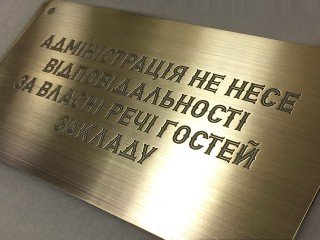 АДМІНІСТРАЦІЯ НЕ НЕСЕ
ВІДПОВІДАЛЬНОСТІ
ЗА ВЛАСНІ РЕЧІ ГОСТЕЙ
ЗАКЛАДУ